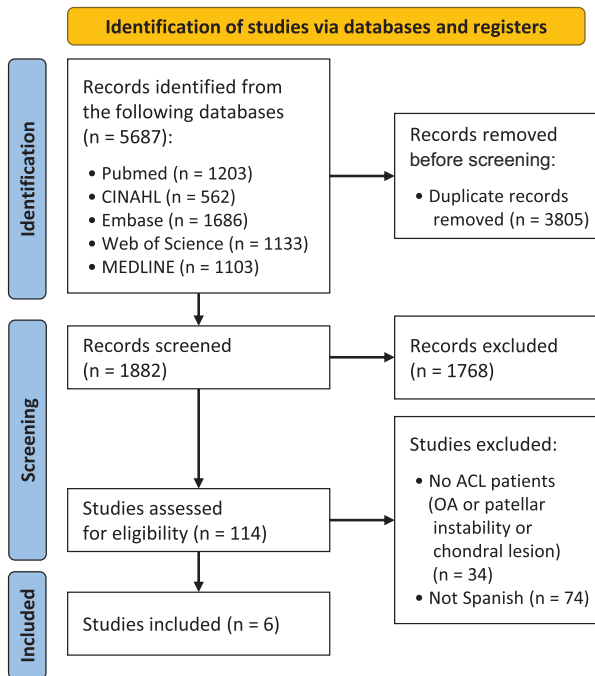 Identification of studies via databases and registers
Identification
Records identified from
the following databases
(n = 5687):
• Pubmed (n = 1203)
• CINAHL (n = 562)
• Embase (n = 1686)
• Web of Science (n = 1133)
• MEDLINE (n = 1103)
Records removed
before screening:
• Duplicate records
removed (n = 3805)
Screening
Records screened
(n = 1882)
Records excluded
(n = 1768)
Studies assessed
for eligibility (n = 114)
Studies excluded:
• No ACL patients
(OA or patellar
instability or
chondral lesion)
(n = 34)
• Not Spanish (n = 74)
Included
Studies included (n = 6)